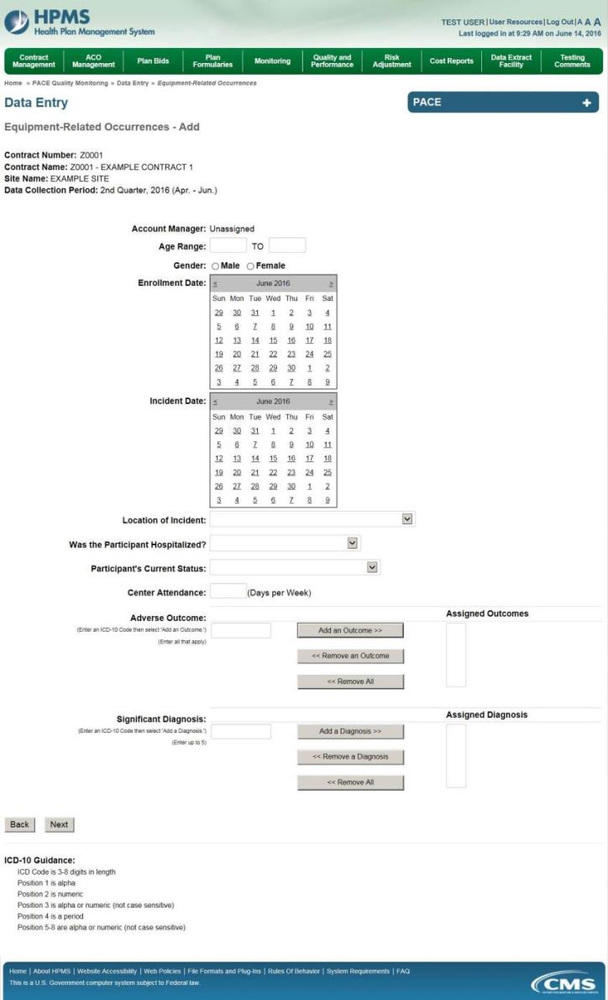 HPMS
Health Plan Management System
TEST USER | User Resources | Log Out | A A A
Last logged in at 9:29 AM on June 14, 2016
Contract Management ACO Management Plan Bids Plan Formularies Monitoring Quality and Performance Risk Adjustment Cost Reports Data Extract Facility Testing Comments
Home » PACE Quality Monitoring » Data Entry » Equipment-Related Occurrences
Data Entry
PACE +
Equipment-Related Occurrences - Add
Contract Number: Z0001
Contract Name: Z0001 - EXAMPLE CONTRACT 1
Site Name: EXAMPLE SITE
Data Collection Period: 2nd Quarter, 2016 (Apr. - Jun.)
Account Manager: Unassigned
Age Range: TO
Gender: Male Female
Enrollment Date: < June 2016 >
Sun Mon Tue Wed Thu Fri Sat
29 30 31 1 2 3 4
5 6 7 8 9 10 11
12 13 14 15 16 17 18
19 20 21 22 23 24 25
26 27 28 29 30 1 2
3 4 5 6 7 8 9
Incident Date: < June 2016 >
Sun Mon Tue Wed Thu Fri Sat
29 30 31 1 2 3 4
5 6 7 8 9 10 11
12 13 14 15 16 17 18
19 20 21 22 23 24 25
26 27 28 29 30 1 2
3 4 5 6 7 8 9
Location of Incident:
Was the Participant Hospitalized?
Participant's Current Status:
Center Attendance: (Days per Week)
Adverse Outcome: Assigned Outcomes
(Enter an ICD-10 Code then select 'Add an Outcome.') Add an Outcome >>
(Enter all that apply)
<< Remove an Outcome
<< Remove All
Significant Diagnosis: Assigned Diagnosis
(Enter an ICD-10 Code then select 'Add a Diagnosis.') Add a Diagnosis >>
(Enter up to 5)
<< Remove a Diagnosis
<< Remove All
Back Next
ICD-10 Guidance:
ICD Code is 3-8 digits in length
Position 1 is alpha
Position 2 is numeric
Position 3 is alpha or numeric (not case sensitive)
Position 4 is a period
Position 5-8 are alpha or numeric (not case sensitive)
Home | About HPMS | Website Accessibility | Web Policies | File Formats and Plug-Ins | Rules Of Behavior | System Requirements | FAQ
This is a U.S. Government computer system subject to Federal law.
CMS